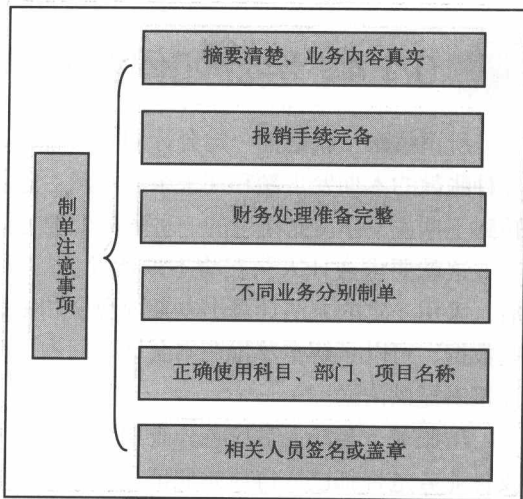 摘要清楚、业务内容真实
报销手续完备
制单注意事项
财务处理准备完整
不同业务分别制单
正确使用科目、部门、项目名称
相关人员签名或盖章